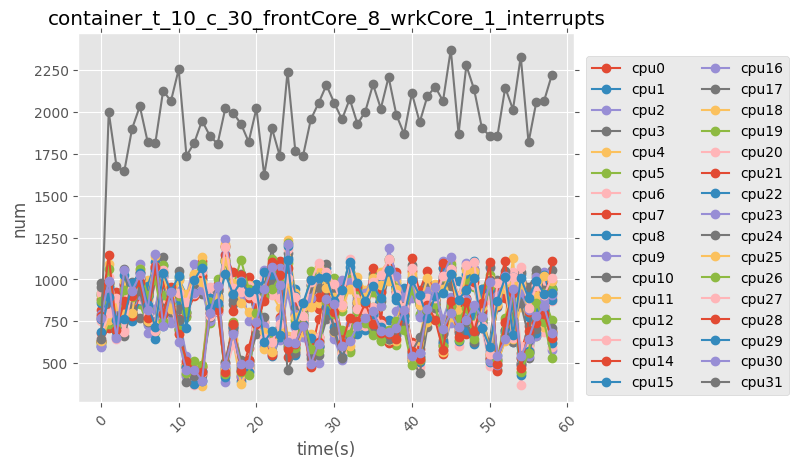 container_t_10_c_30_frontCore_8_wrkCore_1_interrupts
2250
2000
1750
1500
1250
1000
750
500
num
0
10
20
30
40
50
60
time(s)
cpu0
cpu1
cpu2
cpu3
cpu4
cpu5
cpu6
cpu7
cpu8
cpu9
cpu10
cpu11
cpu12
cpu13
cpu14
cpu15
cpu16
cpu17
cpu18
cpu19
cpu20
cpu21
cpu22
cpu23
cpu24
cpu25
cpu26
cpu27
cpu28
cpu29
cpu30
cpu31